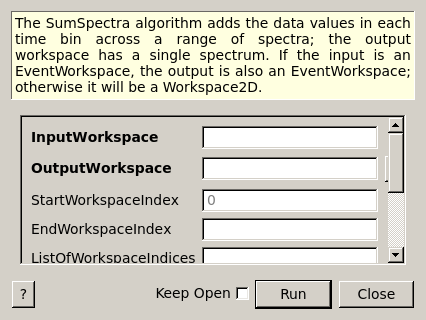 The SumSpectra algorithm adds the data values in each
time bin across a range of spectra; the output
workspace has a single spectrum. If the input is an
EventWorkspace, the output is also an EventWorkspace;
otherwise it will be a Workspace2D.
InputWorkspace
OutputWorkspace
StartWorkspaceIndex 0
EndWorkspaceIndex
ListOfWorkspaceIndices
? Keep Open Run Close